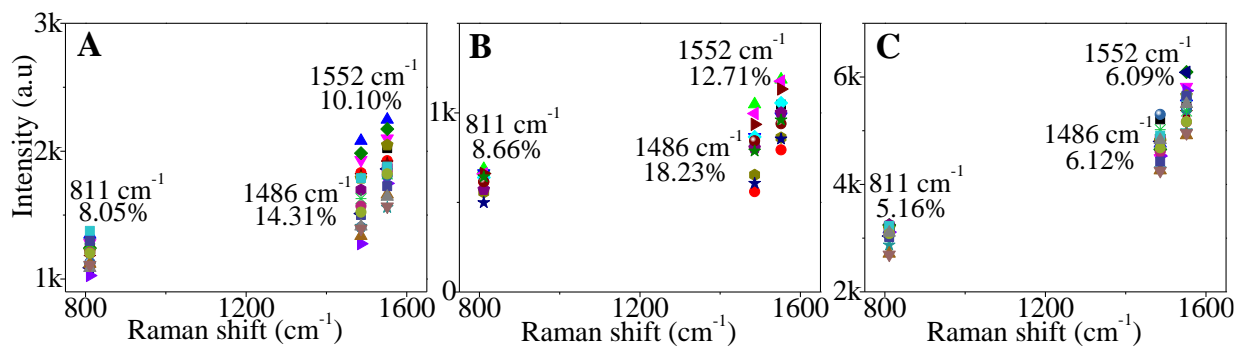 Intensity (a.u)
3k
2k
1k
A
1552 cm⁻¹
10.10%
811 cm⁻¹
8.05%
1486 cm⁻¹
14.31%
800
1200
1600
Raman shift (cm⁻¹)
1k
0
B
1552 cm⁻¹
12.71%
811 cm⁻¹
8.66%
1486 cm⁻¹
18.23%
800
1200
1600
Raman shift (cm⁻¹)
6k
4k
2k
C
1552 cm⁻¹
6.09%
1486 cm⁻¹
6.12%
811 cm⁻¹
5.16%
800
1200
1600
Raman shift (cm⁻¹)